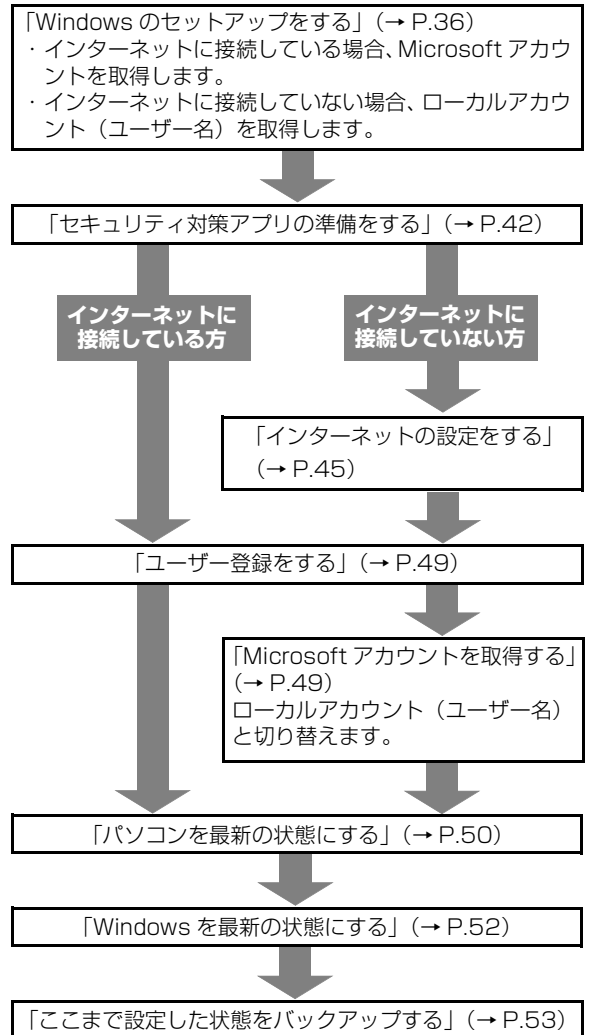 「Windows のセットアップをする」（→ P.36）
・インターネットに接続している場合、Microsoft アカウ
ントを取得します。
・インターネットに接続していない場合、ローカルアカウ
ント（ユーザー名）を取得します。
「セキュリティ対策アプリの準備をする」（→ P.42）
インターネットに
接続している方
インターネットに
接続していない方
「インターネットの設定をする」
（→ P.45）
「ユーザー登録をする」（→ P.49）
「Microsoft アカウントを取得する」
（→ P.49）
ローカルアカウント（ユーザー名）
と切り替えます。
「パソコンを最新の状態にする」（→ P.50）
「Windows を最新の状態にする」（→ P.52）
「ここまで設定した状態をバックアップする」（→ P.53）